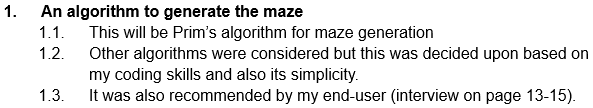 1. An algorithm to generate the maze
1.1. This will be Prim's algorithm for maze generation
1.2. Other algorithms were considered but this was decided upon based on
my coding skills and also its simplicity.
1.3. It was also recommended by my end-user (interview on page 13-15).